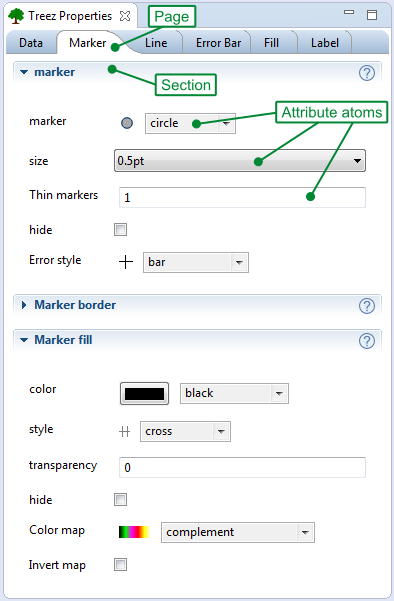 Treez Properties
Page
Data Marker Line Error Bar Fill Label
marker
Section
Attribute atoms
marker circle
size 0.5pt
Thin markers 1
hide
Error style bar
Marker border
Marker fill
color black
style cross
transparency 0
hide
Color map complement
Invert map